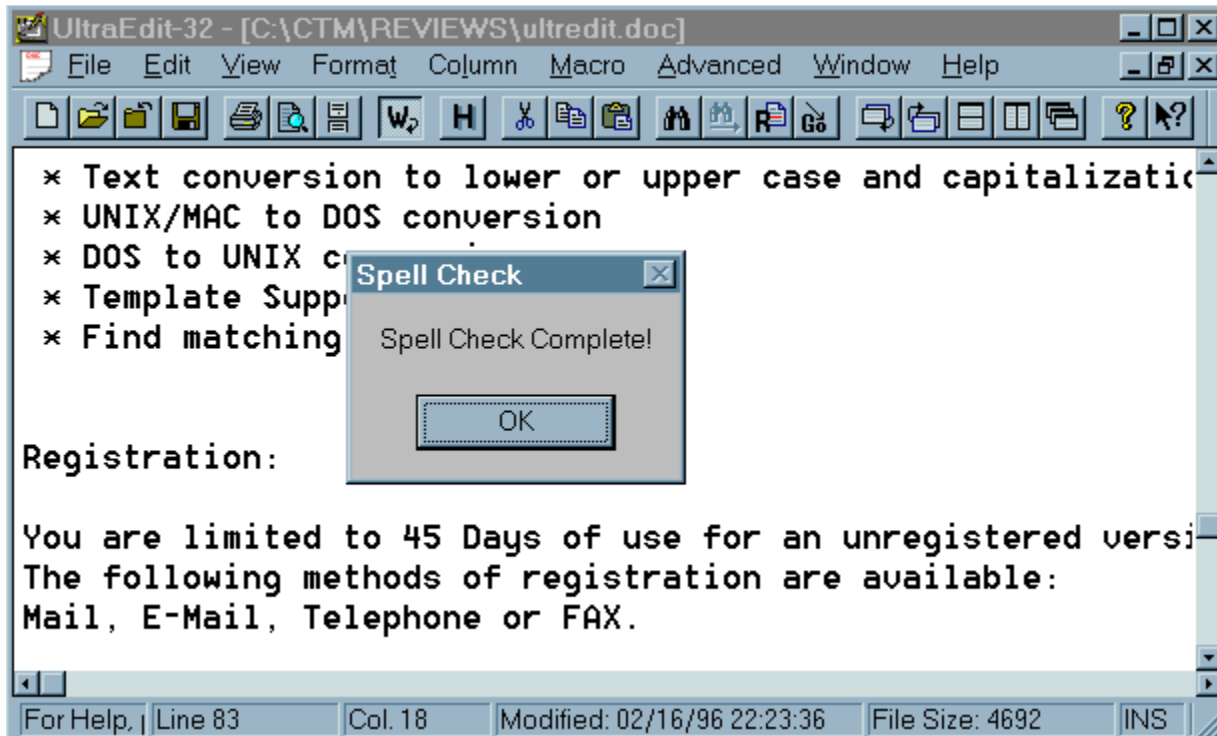 UltraEdit-32 - [C:\CTM\REVIEWS\ultredit.doc]
File Edit View Format Column Macro Advanced Window Help
W H R Gö ? ?
* Text conversion to lower or upper case and
* UNIX/MAC to DOS conversion
* DOS to UNIX
* Template
* Find matching
Spell Check
Spell Check Complete!
OK
Registration:
You are limited to 45 Days of use for an unregistered
The following methods of registration are available:
Mail, E-Mail, Telephone or FAX.
For Help, Line 83 Col. 18 Modified: 02/16/96 22:23:36 File Size: 4692 INS